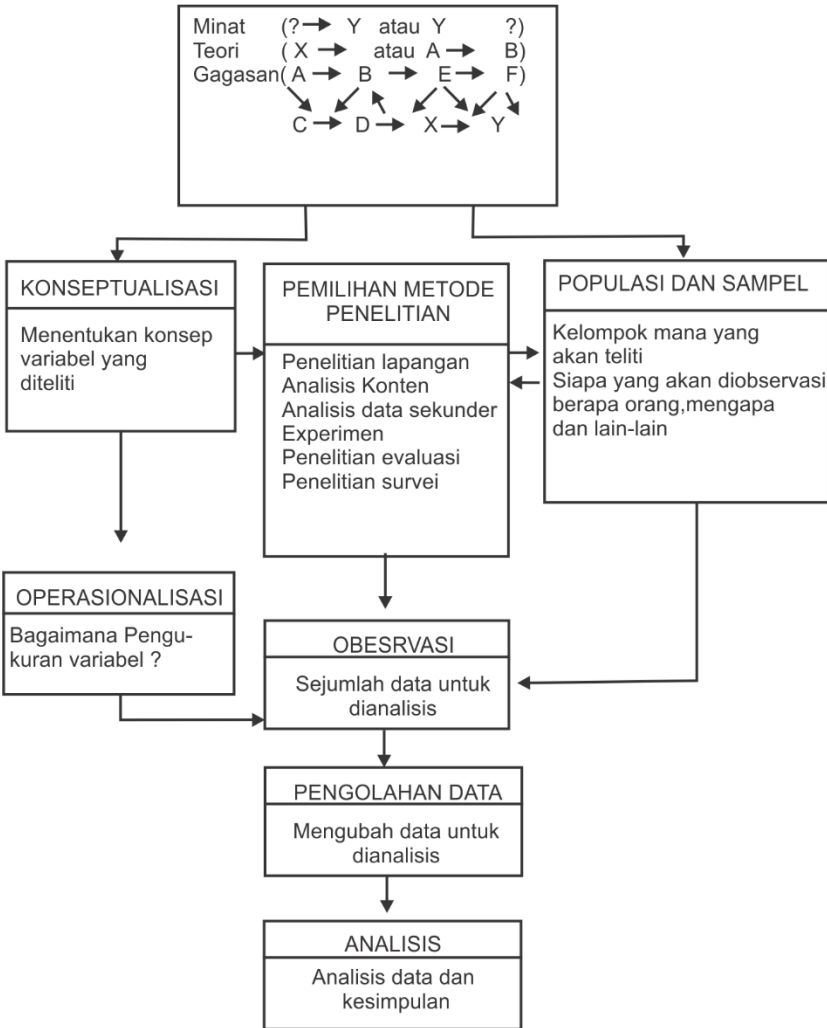 Minat (? → Y atau Y ?)
Teori ( X → atau A → B)
Gagasan( A → B → E → F)
C → D → X → Y
KONSEPTUALISASI
Menentukan konsep
variabel yang
diteliti
PEMILIHAN METODE
PENELITIAN
Penelitian lapangan
Analisis Konten
Analisis data sekunder
Experimen
Penelitian evaluasi
Penelitian survei
POPULASI DAN SAMPEL
Kelompok mana yang
akan teliti
Siapa yang akan diobservasi
berapa orang,mengapa
dan lain-lain
OPERASIONALISASI
Bagaimana Pengu-
kuran variabel ?
OBESRVASI
Sejumlah data untuk
dianalisis
PENGOLAHAN DATA
Mengubah data untuk
dianalisis
ANALISIS
Analisis data dan
kesimpulan